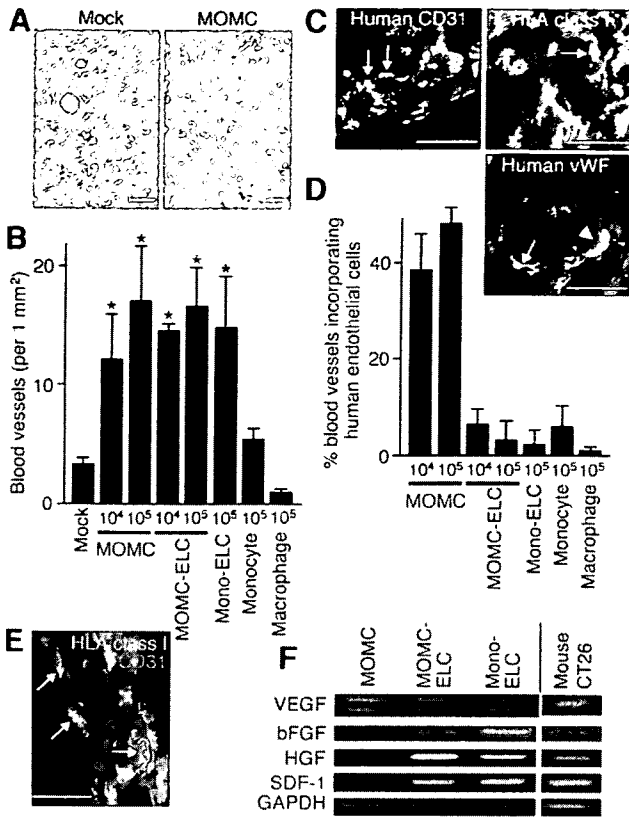 A
Mock
MOMC
B
Blood vessels (per 1 mm²)
20
10
0
★ ★ ★ ★ ★
10⁴ 10⁵ 10⁴ 10⁵ 10⁵ 10⁵ 10⁵
Mock
MOMC
MOMC-ELC
Mono-ELC
Monocyte
Macrophage
C
Human CD31
HLA class I
Human vWF
D
% blood vessels incorporating
human endothelial cells
40
20
0
10⁴ 10⁵ 10⁴ 10⁵ 10⁵ 10⁵ 10⁵
MOMC
MOMC-ELC
Mono-ELC
Monocyte
Macrophage
E
HLA class I
CD31
F
MOMC
MOMC-
ELC
Mono-
ELC
Mouse
CT26
VEGF
bFGF
HGF
SDF-1
GAPDH